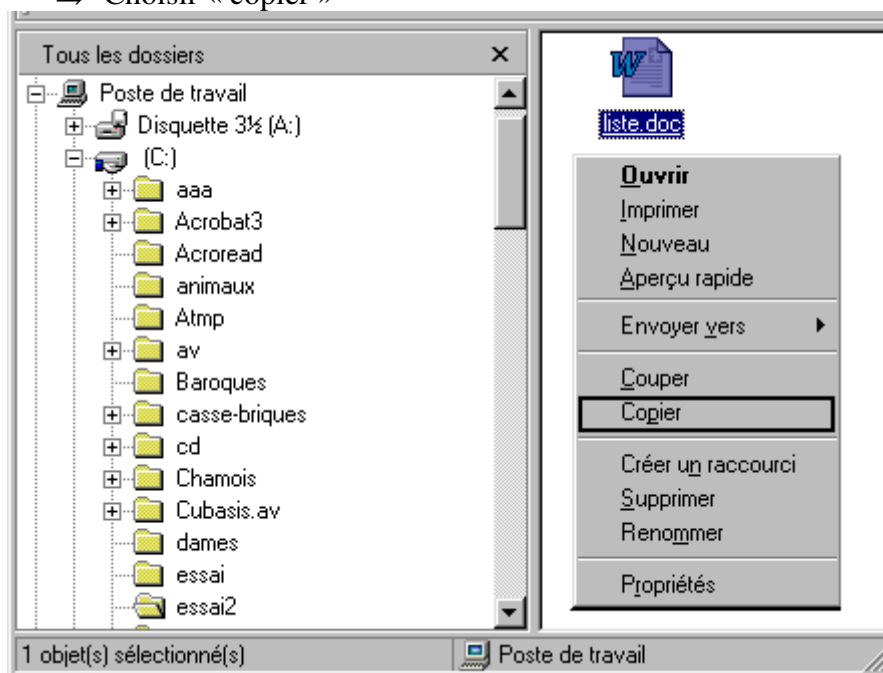 → Choisir « copier »
Tous les dossiers
Poste de travail
Disquette 3½ (A:)
(C:)
aaa
Acrobat3
Acroread
animaux
Atmp
av
Baroques
casse-briques
cd
Chamois
Cubasis.av
dames
essai
essai2
liste.doc
Ouvrir
Imprimer
Nouveau
Aperçu rapide
Envoyer vers
Couper
Copier
Créer un raccourci
Supprimer
Renommer
Propriétés
1 objet(s) sélectionné(s)
Poste de travail